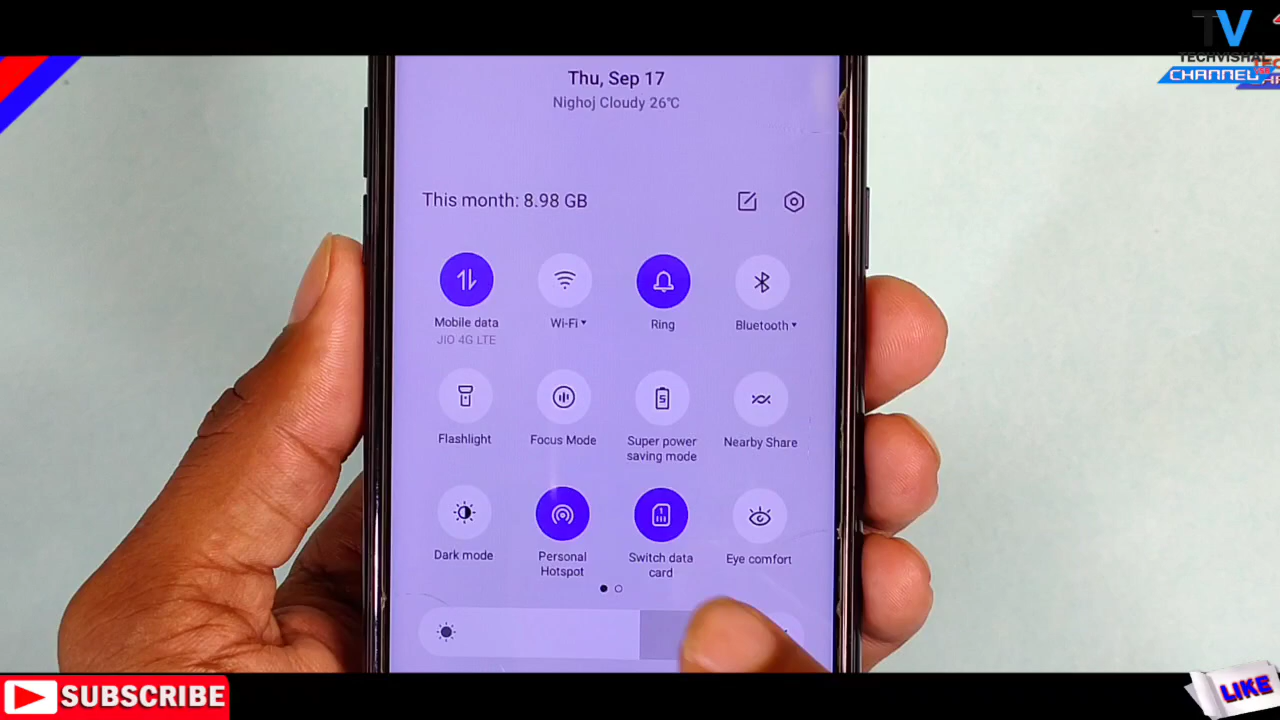 TV
TECHVISHAL
CHANNEL
Thu, Sep 17
Nighoj Cloudy 26℃
This month: 8.98 GB
Mobile data
JIO 4G LTE
Wi-Fi
Ring
Bluetooth
Flashlight
Focus Mode
Super power
saving mode
Nearby Share
Dark mode
Personal
Hotspot
1
Switch data
card
Eye comfort
SUBSCRIBE
LIKE